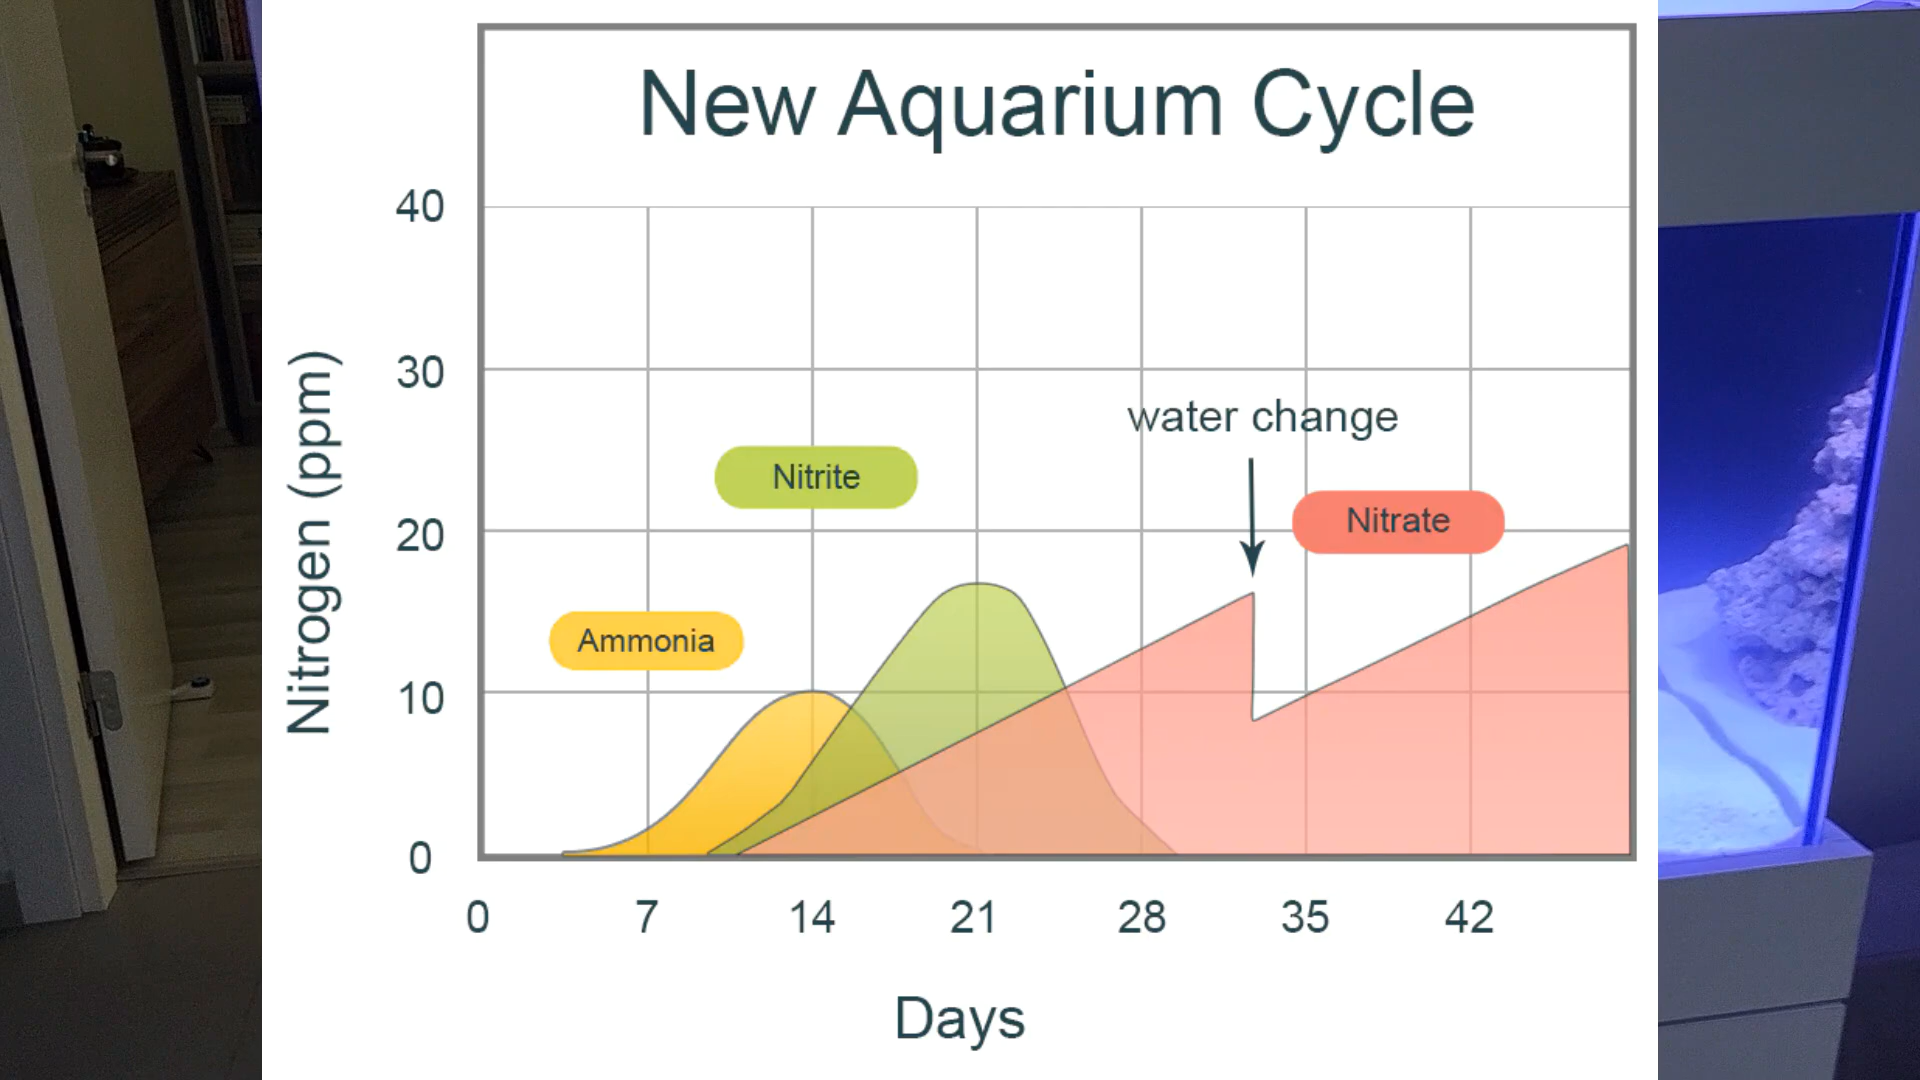 New Aquarium Cycle
40
30
20
10
0
Nitrogen (ppm)
water change
Nitrite
Nitrate
Ammonia
0 7 14 21 28 35 42
Days